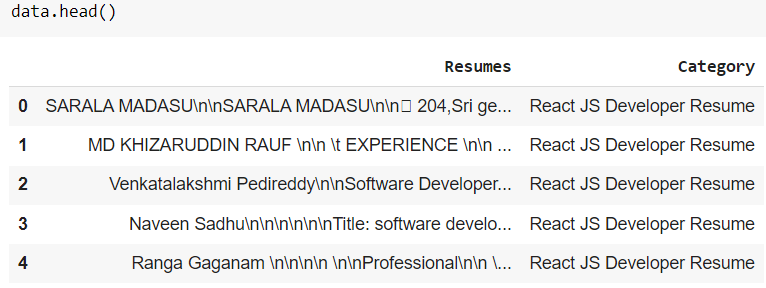 data.head()
Resumes Category
0 SARALA MADASU\n\nSARALA MADASU\n\n 204,Sri ge... React JS Developer Resume
1 MD KHIZARUDDIN RAUF \n\n \t EXPERIENCE \n\n ... React JS Developer Resume
2 Venkatalakshmi Pedireddy\n\nSoftware Developer... React JS Developer Resume
3 Naveen Sadhu\n\n\n\n\n\nTitle: software develo... React JS Developer Resume
4 Ranga Gaganam \n\n\n\n \n\nProfessional\n\n \... React JS Developer Resume